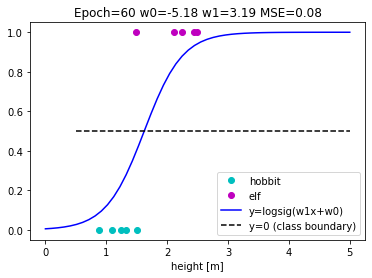 Epoch=60 w0=-5.18 w1=3.19 MSE=0.08
1.0
0.8
0.6
0.4
0.2
0.0
hobbit
elf
y=logsig(w1x+w0)
y=0 (class boundary)
0 1 2 3 4 5
height [m]